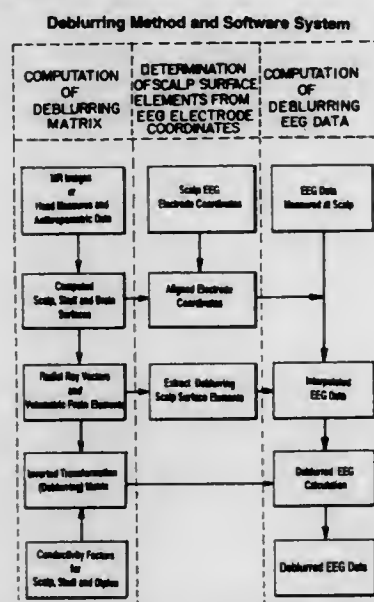 Deblurring Method and Software System
COMPUTATION
OF
DEBLURRING
MATRIX
DETERMINATION
OF SCALP SURFACE
ELEMENTS FROM
EEG ELECTRODE
COORDINATES
COMPUTATION
OF
DEBLURRING
EEG DATA
MR Images
or
Head Measures and
Anthropometric Data
Scalp EEG
Electrode Coordinates
EEG Data
Measured at Scalp
Computed
Scalp, Skull and Brain
Surfaces
Aligned Electrode
Coordinates
Radial Ray Vectors
and
Volumetric Finite Elements
Extract Deblurring
Scalp Surface Elements
Interpolated
EEG Data
Inverted Transformation
(Deblurring) Matrix
Deblurred EEG
Calculation
Conductivity Factors
for
Scalp, Skull and Diploe
Deblurred EEG Data